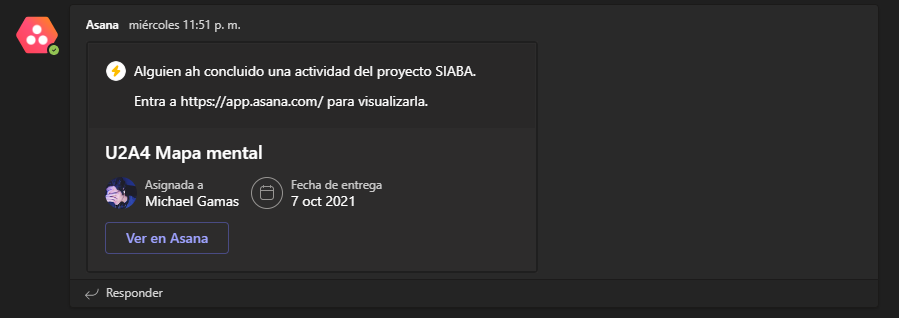 Asana miércoles 11:51 p. m.
Alguien ah concluido una actividad del proyecto SIABA.
Entra a https://app.asana.com/ para visualizarla.
U2A4 Mapa mental
Asignada a
Michael Gamas
Fecha de entrega
7 oct 2021
Ver en Asana
Responder